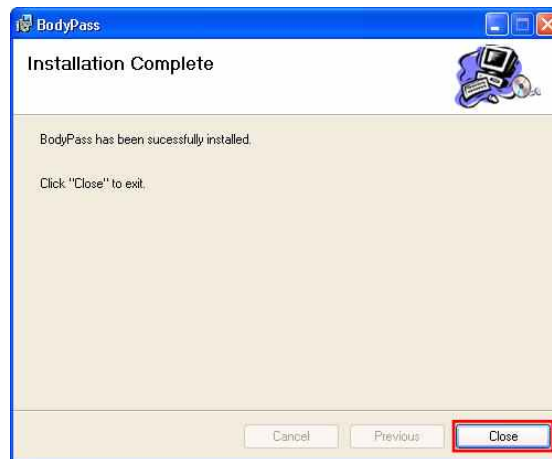 BodyPass
Installation Complete
BodyPass has been sucessfully installed.
Click "Close" to exit.
Cancel
Previous
Close